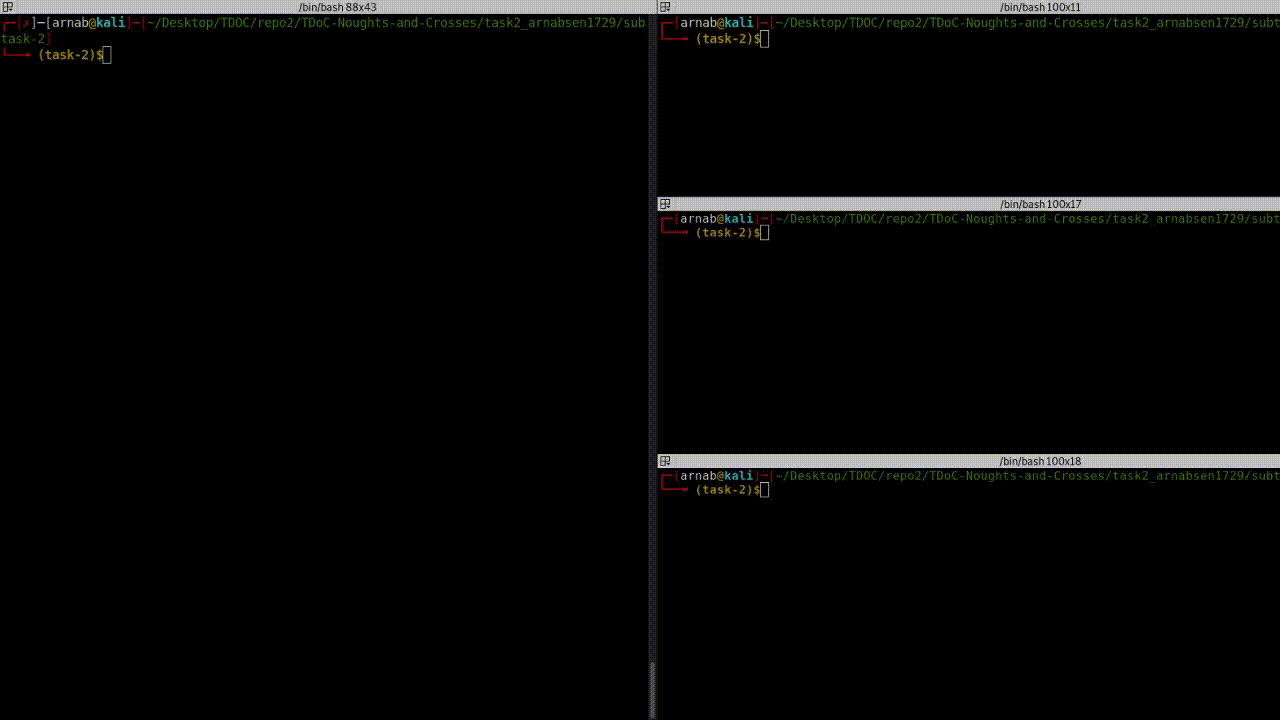 /bin/bash 88x43
┌─[✗]─[arnab@kali]─[~/Desktop/TDOC/repo2/TDoC-Noughts-and-Crosses/task2_arnabsen1729/sub
task-2]
└──╼ (task-2)$
/bin/bash 100x11
┌─[arnab@kali]─[~/Desktop/TDOC/repo2/TDoC-Noughts-and-Crosses/task2_arnabsen1729/subt
└──╼ (task-2)$
/bin/bash 100x17
┌─[arnab@kali]─[~/Desktop/TDOC/repo2/TDoC-Noughts-and-Crosses/task2_arnabsen1729/subt
└──╼ (task-2)$
/bin/bash 100x18
┌─[arnab@kali]─[~/Desktop/TDOC/repo2/TDoC-Noughts-and-Crosses/task2_arnabsen1729/subt
└──╼ (task-2)$